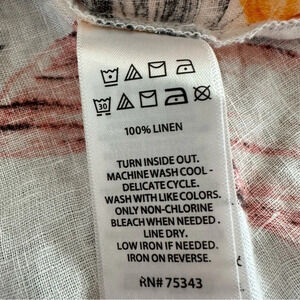 30
100% LINEN
TURN INSIDE OUT.
MACHINE WASH COOL -
DELICATE CYCLE.
WASH WITH LIKE COLORS.
ONLY NON-CHLORINE
BLEACH WHEN NEEDED.
LINE DRY.
LOW IRON IF NEEDED.
IRON ON REVERSE.
RN# 75343